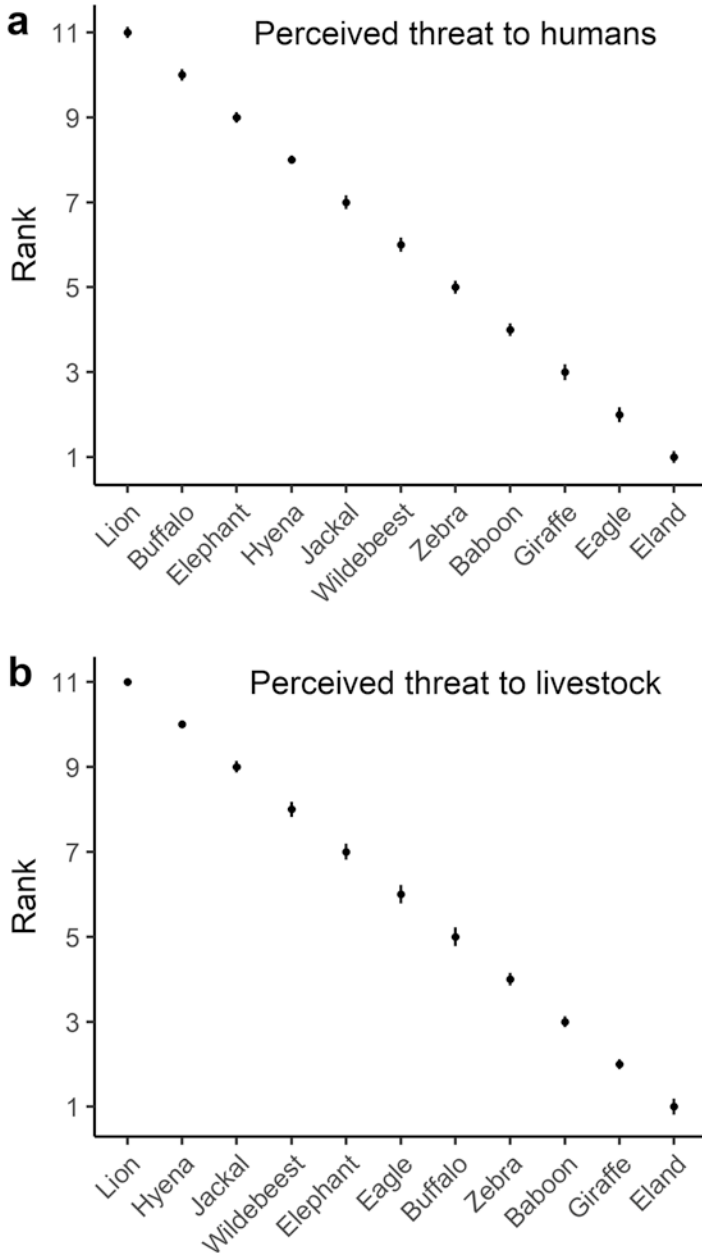 a
Perceived threat to humans
Rank
11
9
7
5
3
1
Lion
Buffalo
Elephant
Hyena
Jackal
Wildebeest
Zebra
Baboon
Giraffe
Eagle
Eland
b
Perceived threat to livestock
Rank
11
9
7
5
3
1
Lion
Hyena
Jackal
Wildebeest
Elephant
Eagle
Buffalo
Zebra
Baboon
Giraffe
Eland